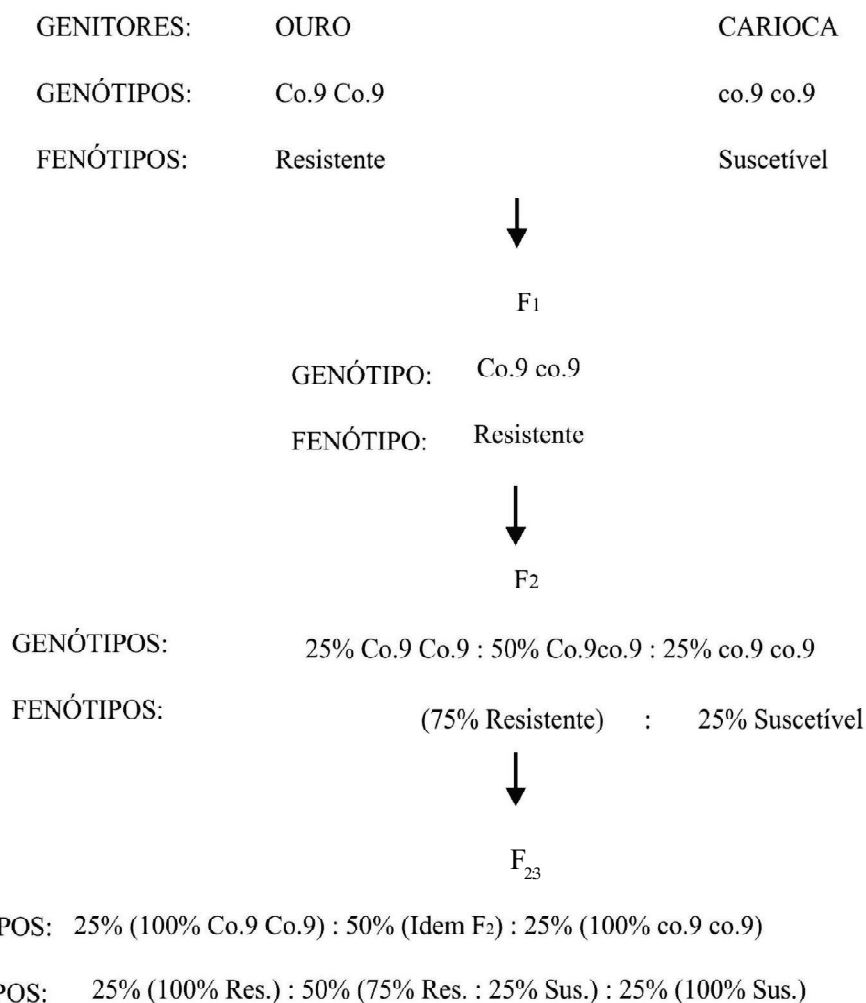 GENITORES: OURO CARIOCA
GENÓTIPOS: Co.9 Co.9 co.9 co.9
FENÓTIPOS: Resistente Suscetível
F1
GENÓTIPO: Co.9 co.9
FENÓTIPO: Resistente
F2
GENÓTIPOS: 25% Co.9 Co.9 : 50% Co.9co.9 : 25% co.9 co.9
FENÓTIPOS: (75% Resistente) : 25% Suscetível
F23
POS: 25% (100% Co.9 Co.9) : 50% (Idem F2) : 25% (100% co.9 co.9)
POS: 25% (100% Res.) : 50% (75% Res. : 25% Sus.) : 25% (100% Sus.)